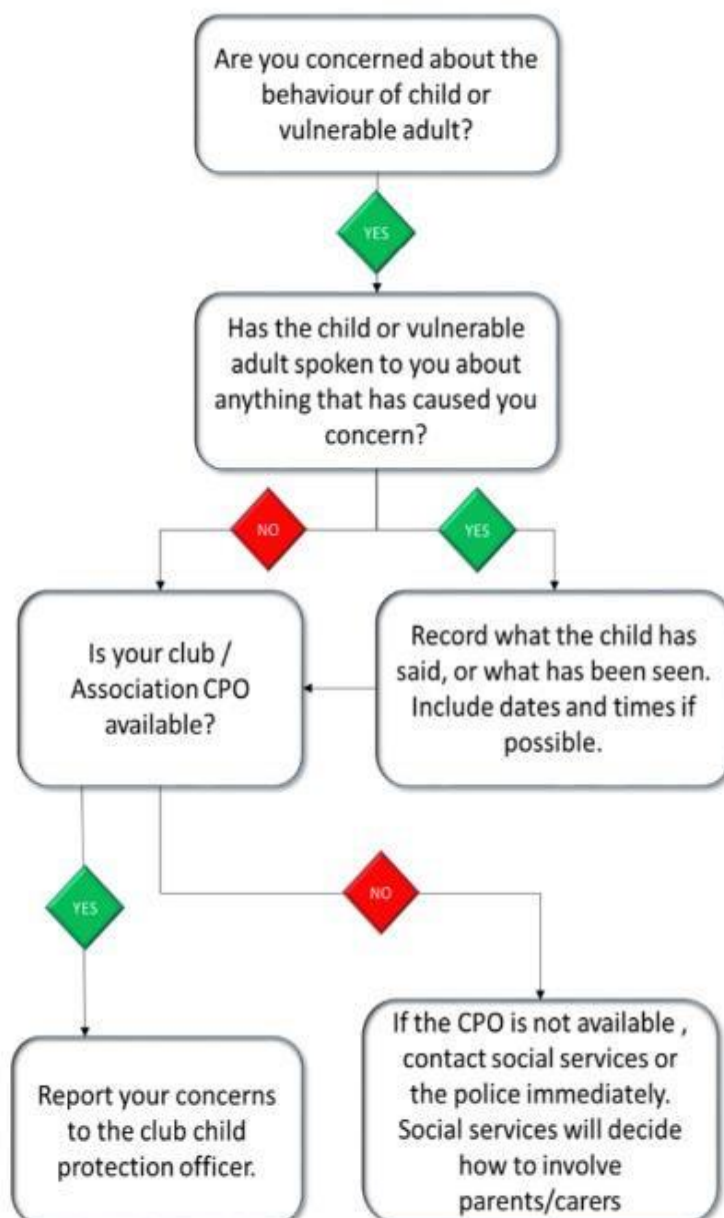 Are you concerned about the
behaviour of child or
vulnerable adult?
YES
Has the child or vulnerable
adult spoken to you about
anything that has caused you
concern?
NO
YES
Is your club /
Association CPO
available?
Record what the child has
said, or what has been seen.
Include dates and times if
possible.
YES
NO
Report your concerns
to the club child
protection officer.
If the CPO is not available ,
contact social services or
the police immediately.
Social services will decide
how to involve
parents/carers